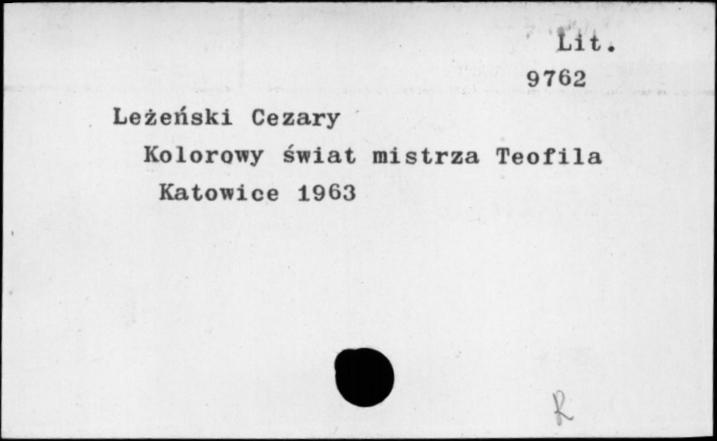 Lit.
9762
Leżeński Cezary
Kolorowy świat mistrza Teofila
Katowice 1963
R